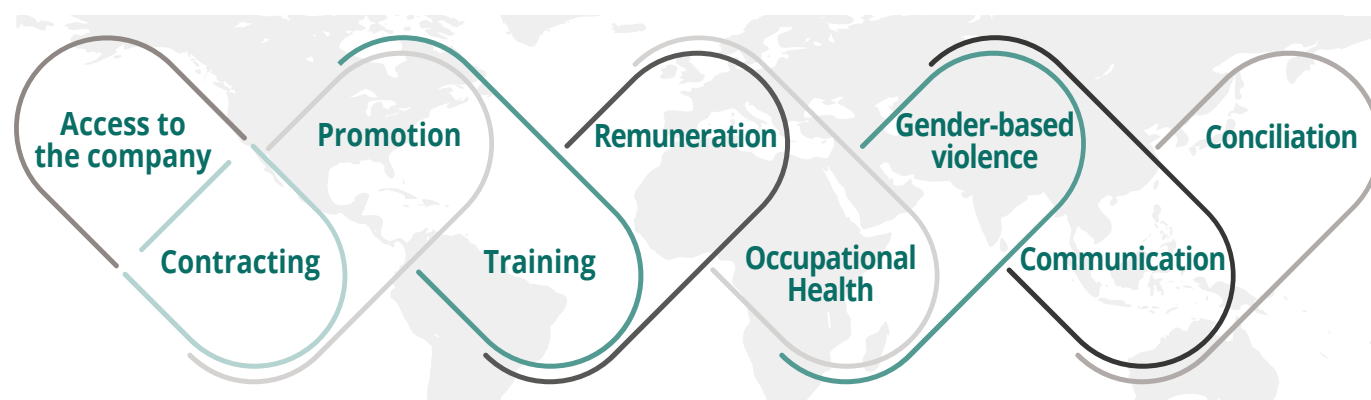 Access to
the company
Contracting
Promotion
Training
Remuneration
Occupational
Health
Gender-based
violence
Communication
Conciliation